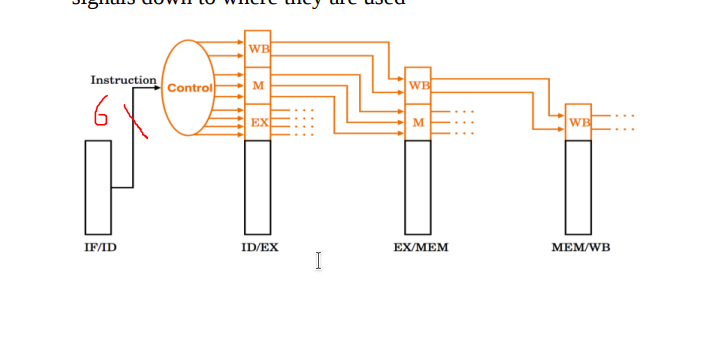 signals down to where they are used
WB
Instruction
Control
M
WB
6
EX
M
WB
IF/ID
ID/EX
EX/MEM
MEM/WB